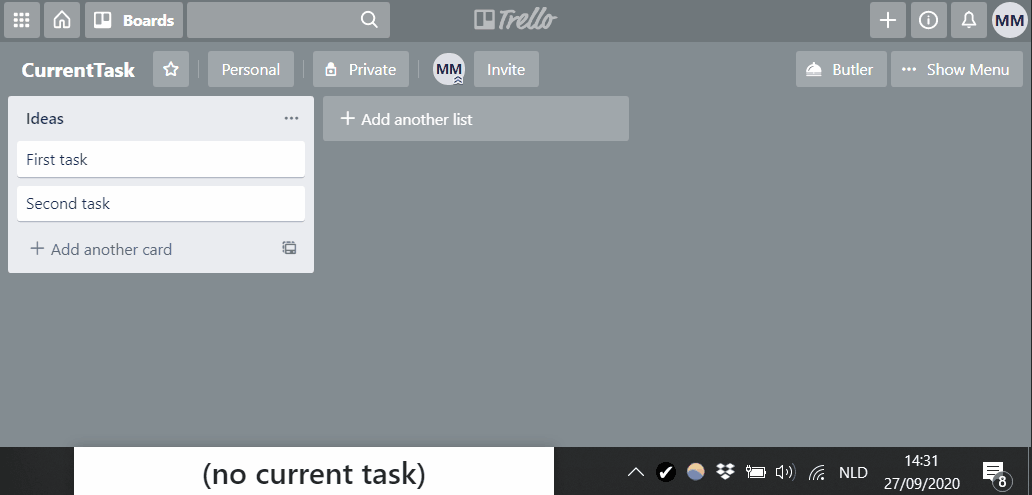 Boards
Trello
MM
CurrentTask
Personal
Private
MM
Invite
Butler
Show Menu
Ideas
Add another list
First task
Second task
Add another card
(no current task)
NLD
14:31
27/09/2020
8